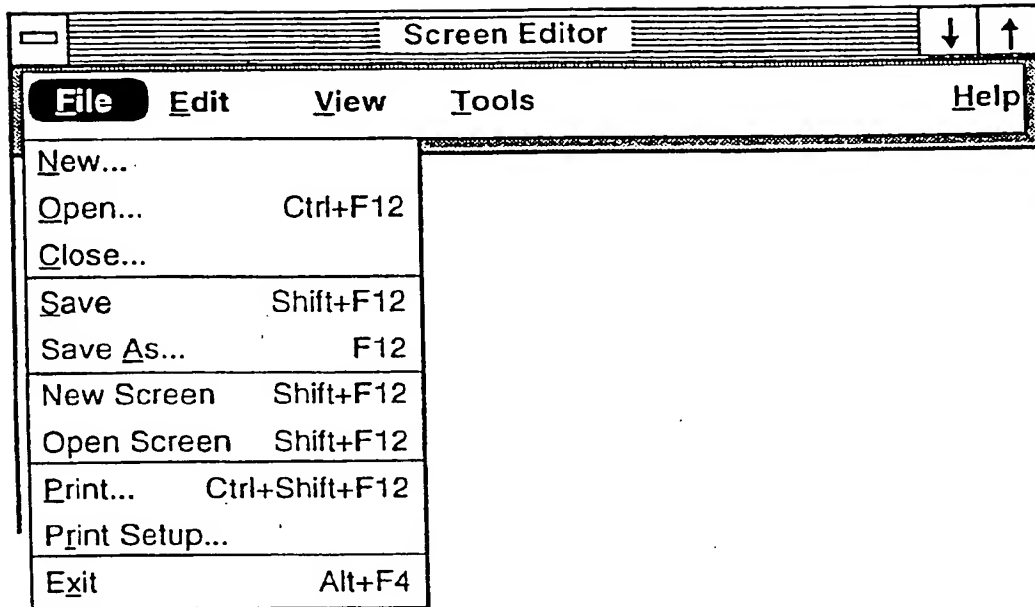 Screen Editor
File Edit View Tools Help
New...
Open... Ctrl+F12
Close...
Save Shift+F12
Save As... F12
New Screen Shift+F12
Open Screen Shift+F12
Print... Ctrl+Shift+F12
Print Setup...
Exit Alt+F4